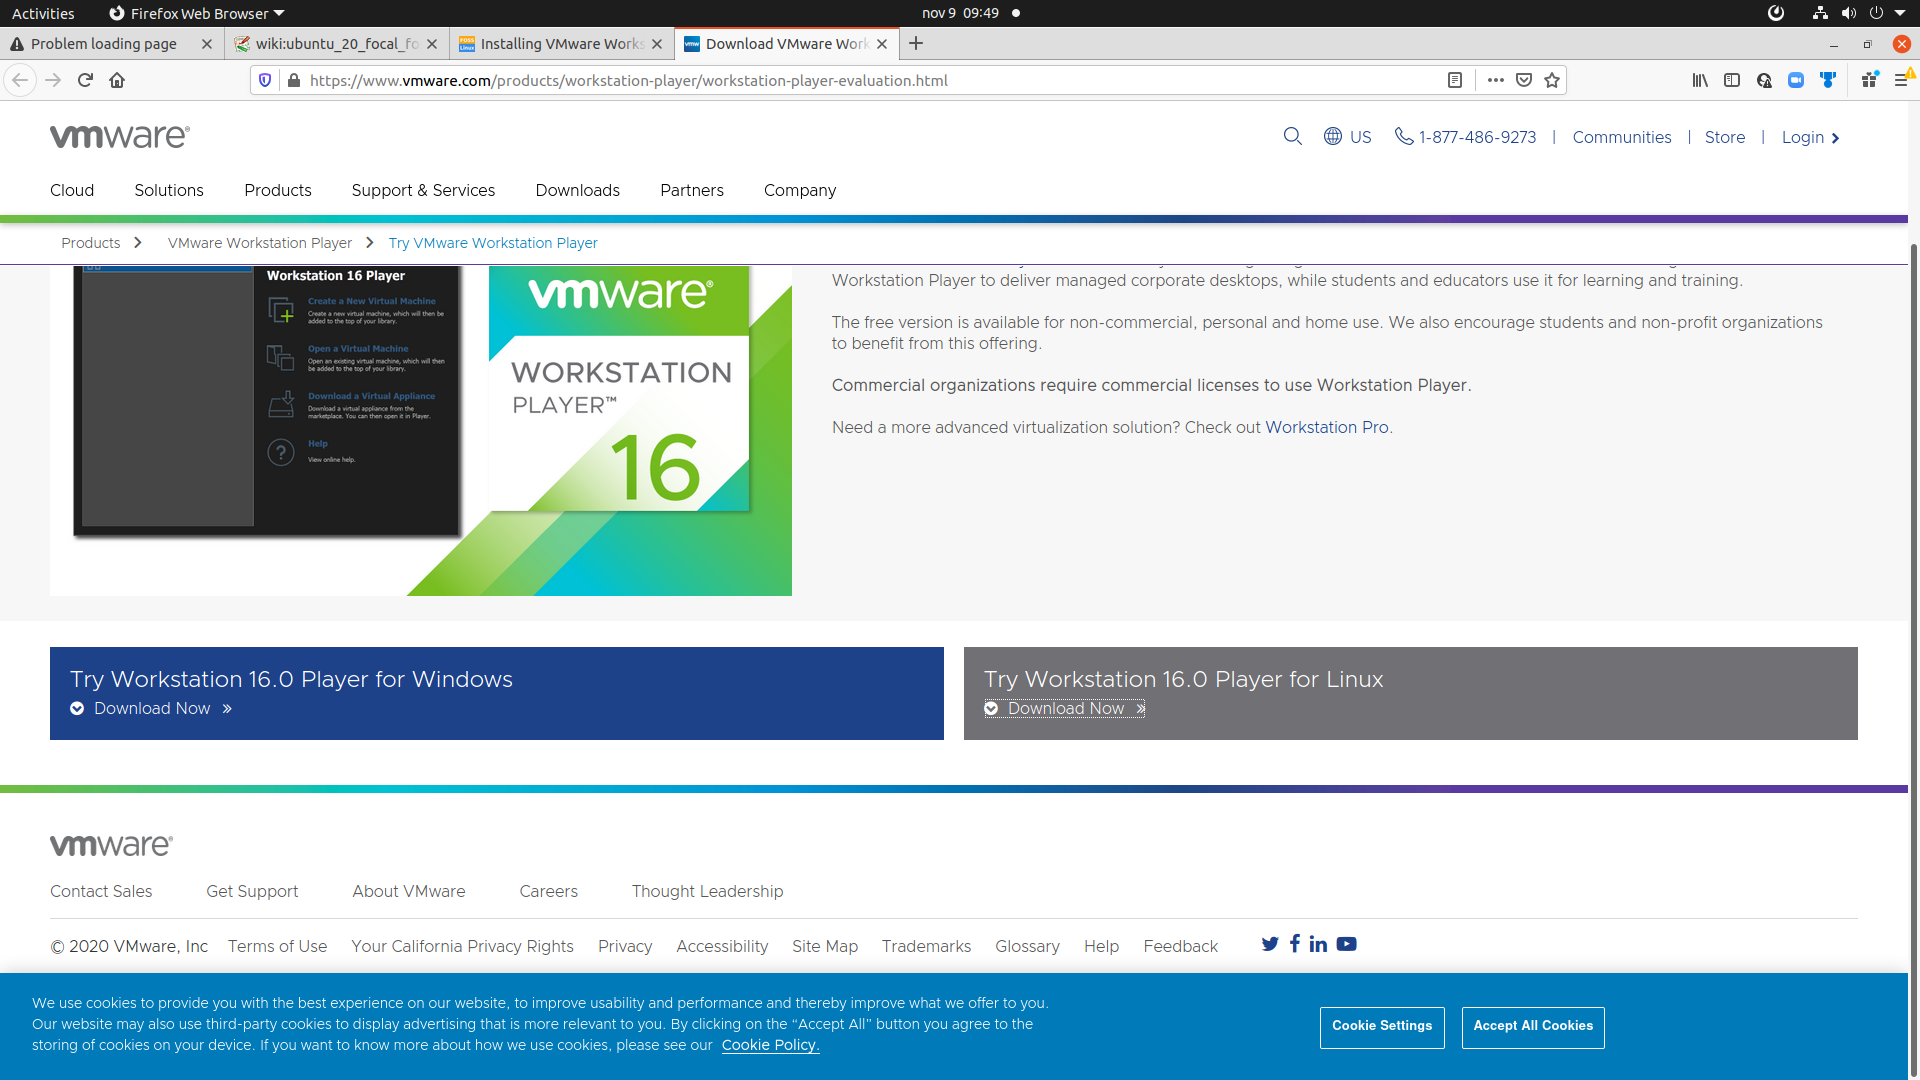 Activities
Firefox Web Browser
nov 9 09:49
Problem loading page
wiki:ubuntu_20_focal_fo
Installing VMware Works
Download VMware Work
https://www.vmware.com/products/workstation-player/workstation-player-evaluation.html
vmware®
US
1-877-486-9273 | Communities | Store | Login
Cloud Solutions Products Support & Services Downloads Partners Company
Products VMware Workstation Player Try VMware Workstation Player
Workstation 16 Player
Create a New Virtual Machine
Create a new virtual machine, which will then be
added to the top of your library.
Open a Virtual Machine
Open an existing virtual machine, which will then
be added to the top of your library.
Download a Virtual Appliance
Download a virtual appliance from the
marketplace. You can then open it in Player.
Help
View online help.
vmware®
WORKSTATION
PLAYER™
16
Workstation Player to deliver managed corporate desktops, while students and educators use it for learning and training.
The free version is available for non-commercial, personal and home use. We also encourage students and non-profit organizations
to benefit from this offering.
Commercial organizations require commercial licenses to use Workstation Player.
Need a more advanced virtualization solution? Check out Workstation Pro.
Try Workstation 16.0 Player for Windows
Download Now »
Try Workstation 16.0 Player for Linux
Download Now »
vmware®
Contact Sales Get Support About VMware Careers Thought Leadership
© 2020 VMware, Inc Terms of Use Your California Privacy Rights Privacy Accessibility Site Map Trademarks Glossary Help Feedback
We use cookies to provide you with the best experience on our website, to improve usability and performance and thereby improve what we offer to you.
Our website may also use third-party cookies to display advertising that is more relevant to you. By clicking on the “Accept All” button you agree to the
storing of cookies on your device. If you want to know more about how we use cookies, please see our Cookie Policy.
Cookie Settings
Accept All Cookies